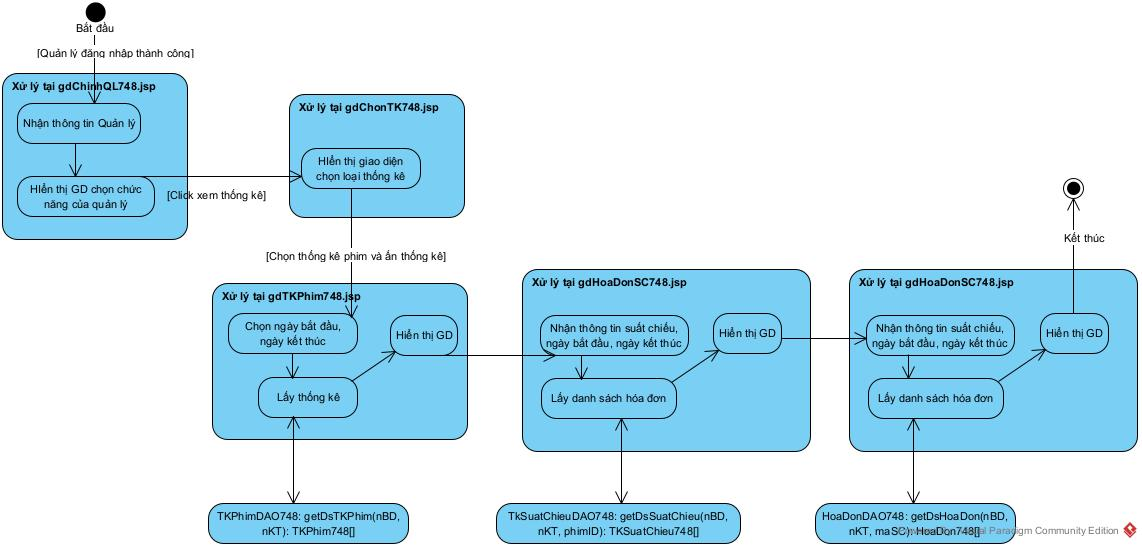 Bắt đầu
[Quản lý đăng nhập thành công]
Xử lý tại gdChinhQL748.jsp
Nhận thông tin Quản lý
HIển thị GD chọn chức
năng của quản lý
[Click xem thống kê]
Xử lý tại gdChonTK748.jsp
HIển thị giao diện
chọn loại thống kê
[Chọn thống kê phim và ấn thống kê]
Xử lý tại gdTKPhim748.jsp
Chọn ngày bắt đầu,
ngày kết thúc
Hiển thị GD
Lấy thống kê
TKPhimDAO748: getDsTKPhim(nBD,
nKT): TKPhim748[]
Xử lý tại gdHoaDonSC748.jsp
Nhận thông tin suất chiếu,
ngày bắt đầu, ngày kết thúc
Hiển thị GD
Lấy danh sách hóa đơn
TkSuatChieuDAO748: getDsSuatChieu(nBD,
nKT, phimID): TKSuatChieu748[]
Kết thúc
Xử lý tại gdHoaDonSC748.jsp
Nhận thông tin suất chiếu,
ngày bắt đầu, ngày kết thúc
Hiển thị GD
Lấy danh sách hóa đơn
HoaDonDAO748: getDsHoaDon(nBD,
nKT, maSC): HoaDon748[]
Powered By Visual Paradigm Community Edition